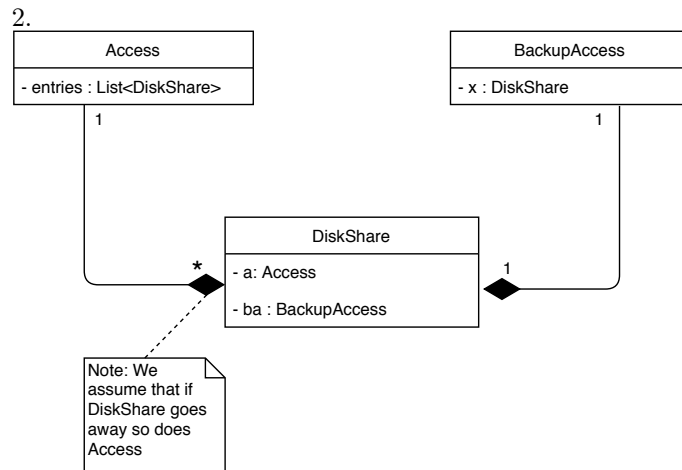 2.
Access
- entries : List<DiskShare>
BackupAccess
- x : DiskShare
1
1
*
DiskShare
- a: Access
- ba : BackupAccess
1
Note: We
assume that if
DiskShare goes
away so does
Access